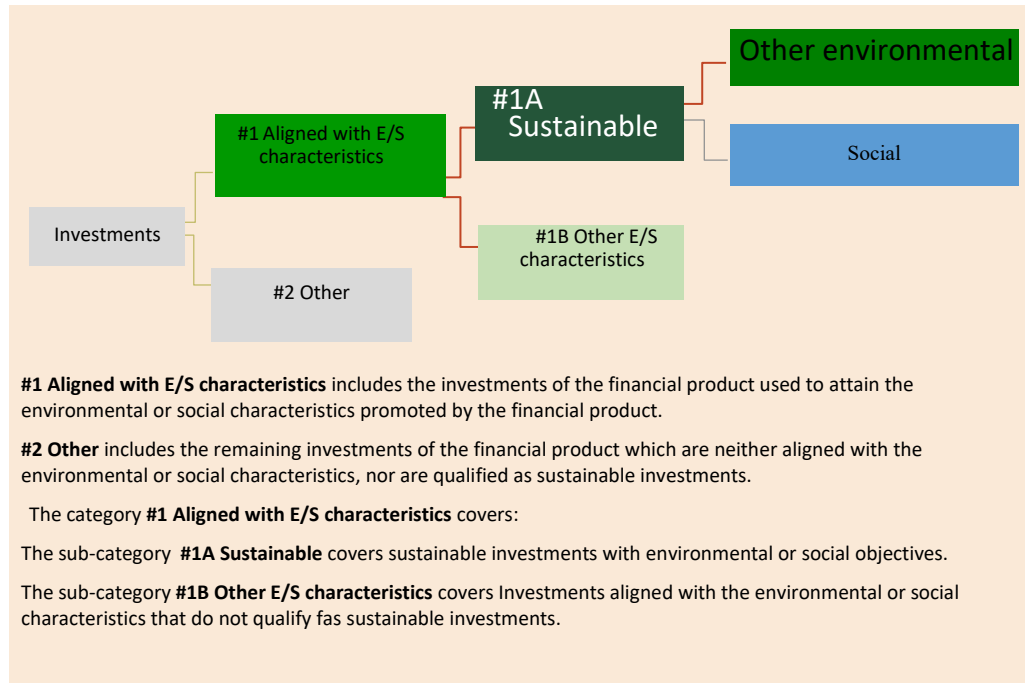 Other environmental
#1A
Sustainable
#1 Aligned with E/S
characteristics
Social
Investments
#1B Other E/S
characteristics
#2 Other
#1 Aligned with E/S characteristics includes the investments of the financial product used to attain the
environmental or social characteristics promoted by the financial product.
#2 Other includes the remaining investments of the financial product which are neither aligned with the
environmental or social characteristics, nor are qualified as sustainable investments.
The category #1 Aligned with E/S characteristics covers:
The sub-category #1A Sustainable covers sustainable investments with environmental or social objectives.
The sub-category #1B Other E/S characteristics covers Investments aligned with the environmental or social
characteristics that do not qualify fas sustainable investments.